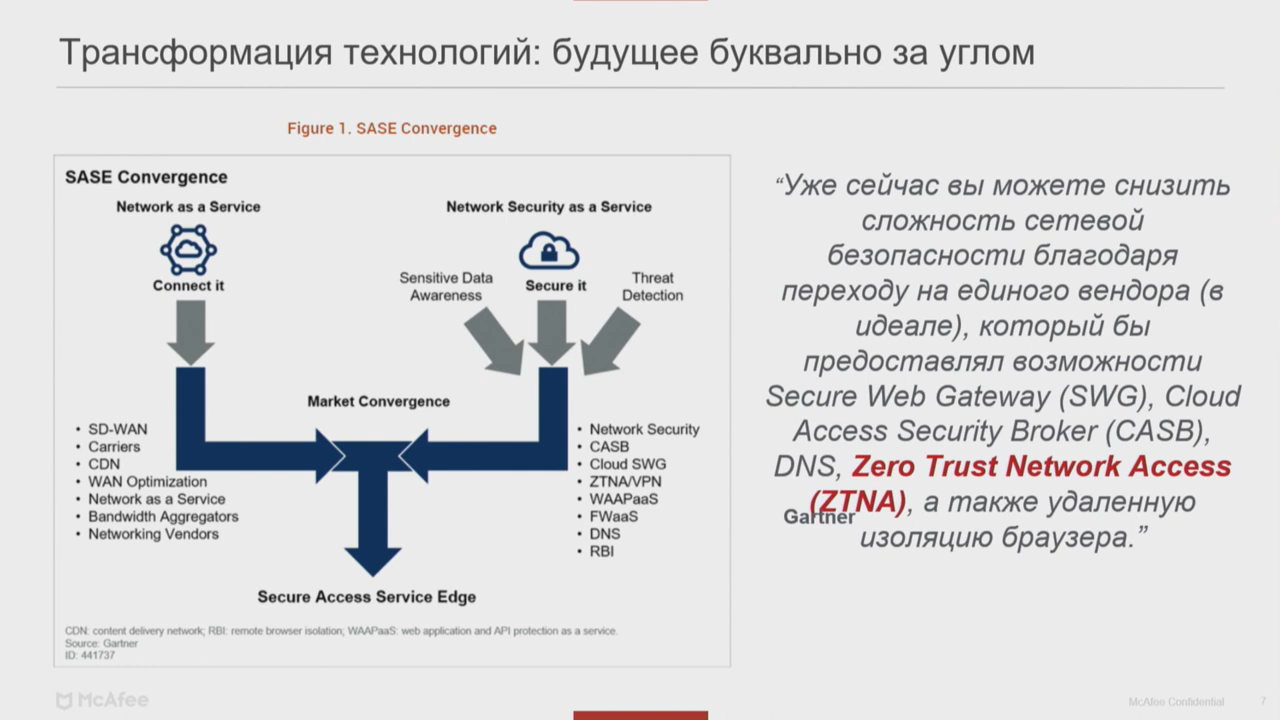 Трансформация технологий: будущее буквально за углом
Figure 1. SASE Convergence
SASE Convergence
Network as a Service
Connect it
Network Security as a Service
Sensitive Data
Awareness
Secure it
Threat
Detection
Market Convergence
• SD-WAN
• Carriers
• CDN
• WAN Optimization
• Network as a Service
• Bandwidth Aggregators
• Networking Vendors
• Network Security
• CASB
• Cloud SWG
• ZTNA/VPN
• WAAPaaS
• FWaaS
• DNS
• RBI
Secure Access Service Edge
CDN: content delivery network; RBI: remote browser isolation; WAAPaaS: web application and API protection as a service.
Source: Gartner
ID: 441737
“Уже сейчас вы можете снизить
сложность сетевой
безопасности благодаря
переходу на единого вендора (в
идеале), который бы
предоставлял возможности
Secure Web Gateway (SWG), Cloud
Access Security Broker (CASB),
DNS, Zero Trust Network Access
(ZTNA), а также удаленную
изоляцию браузера.”
Gartner
McAfee
McAfee Confidential
7